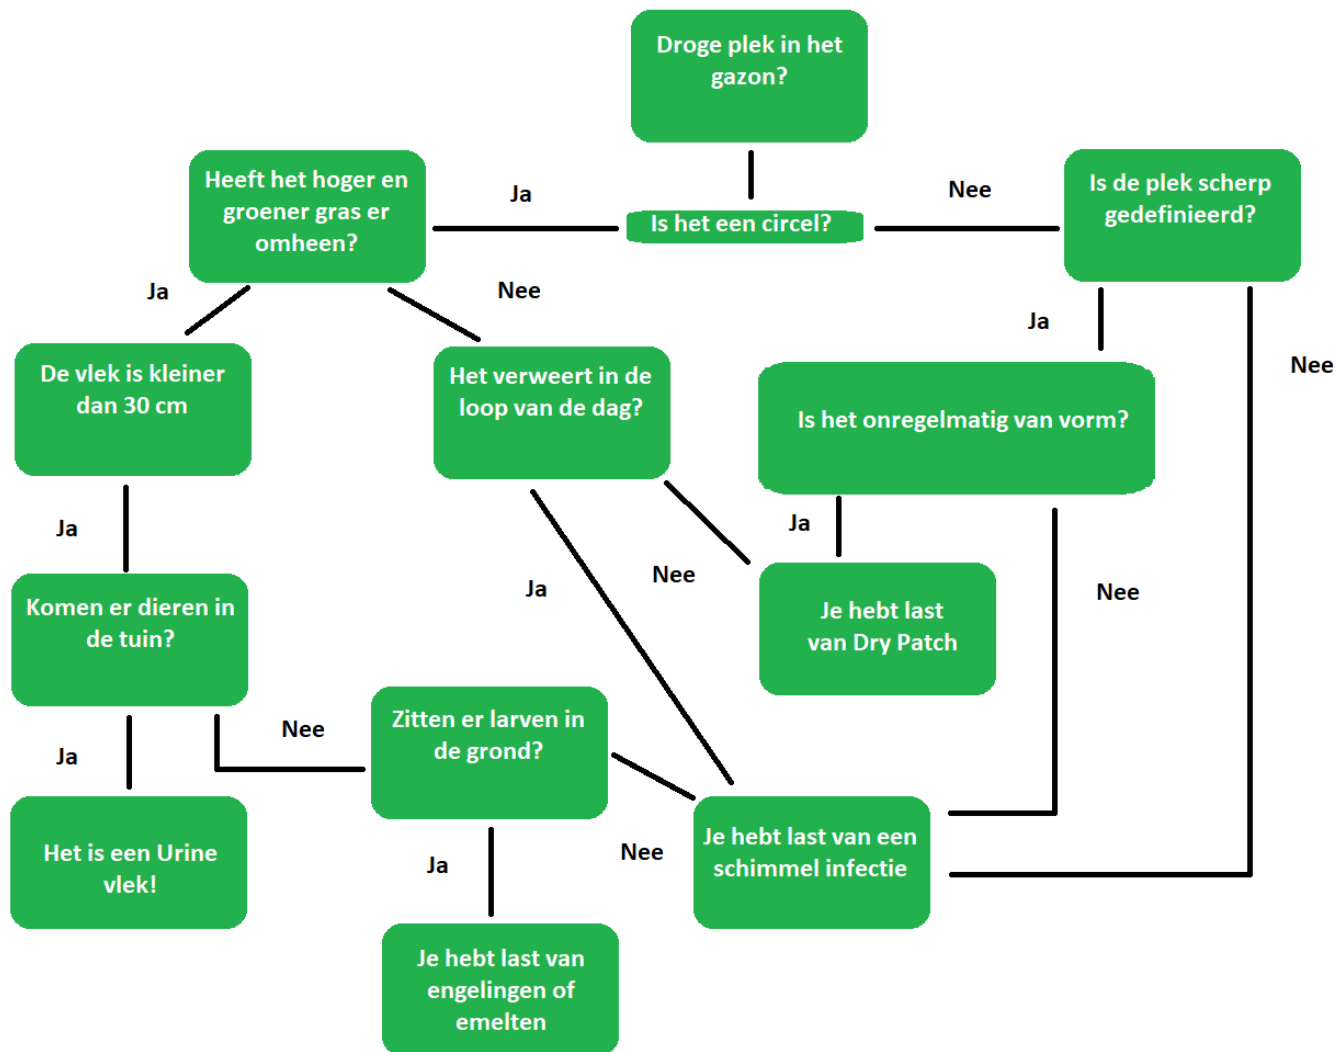 Droge plek in het
gazon?
Heeft het hoger en
groener gras er
omheen?
Ja
Is het een circel?
Nee
Is de plek scherp
gedefinieerd?
Ja
Nee
Ja
Nee
De vlek is kleiner
dan 30 cm
Het verweert in de
loop van de dag?
Is het onregelmatig van vorm?
Ja
Ja
Nee
Ja
Nee
Komen er dieren in
de tuin?
Je hebt last
van Dry Patch
Ja
Nee
Zitten er larven in
de grond?
Het is een Urine
vlek!
Ja
Nee
Je hebt last van een
schimmel infectie
Je hebt last van
engelingen of
emelten